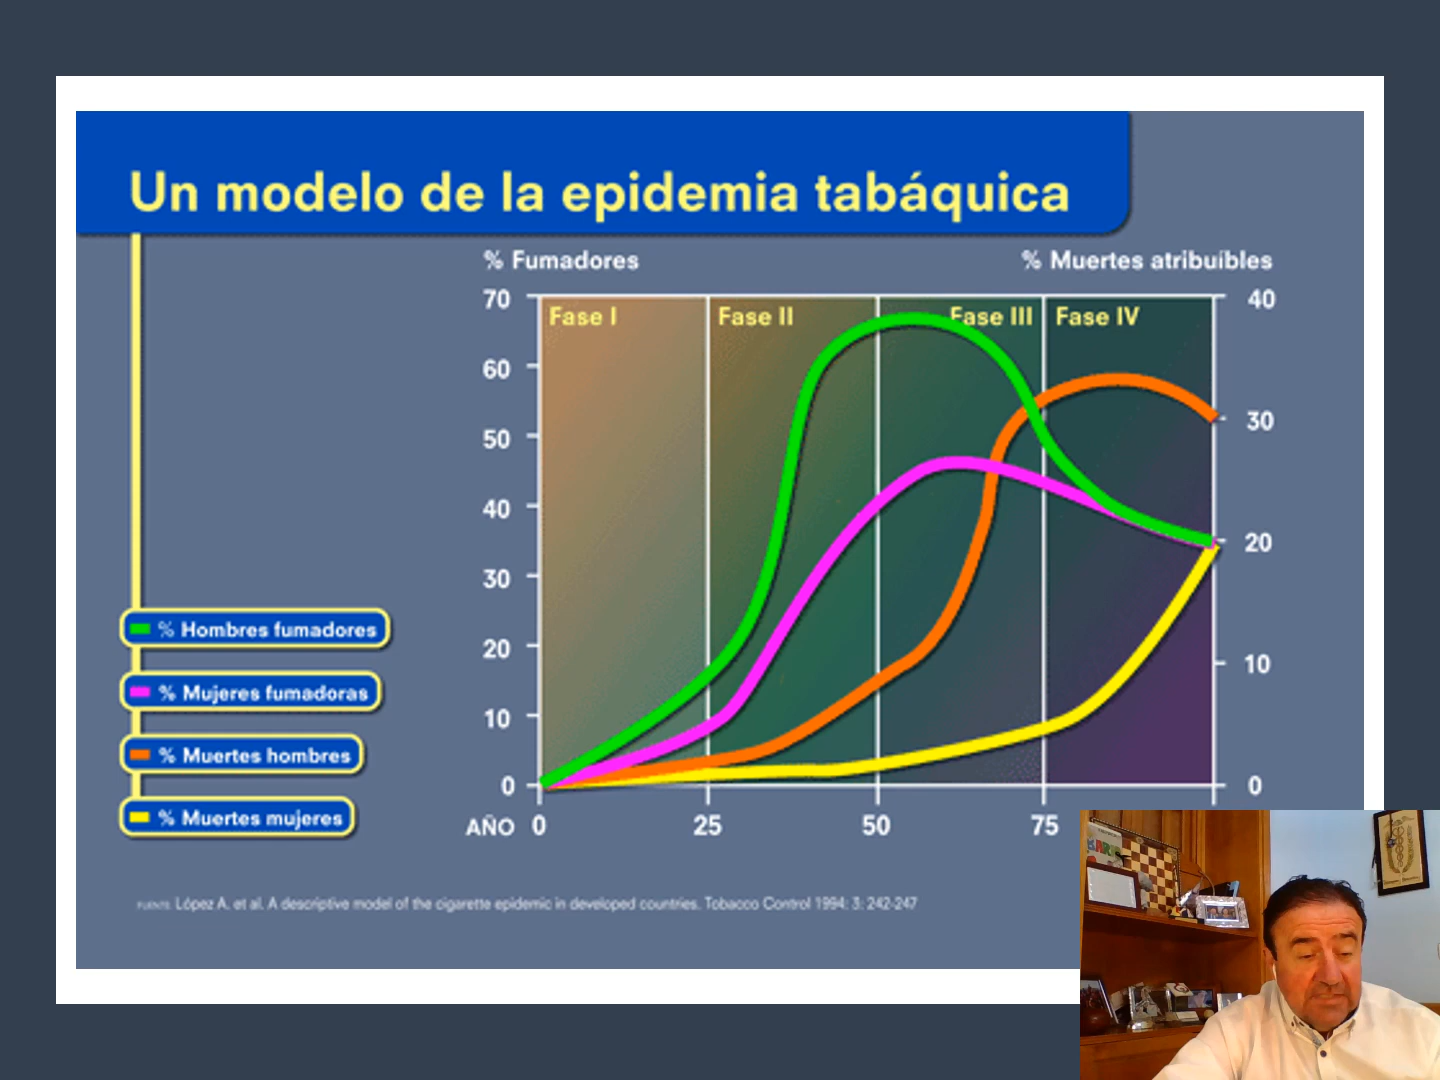 Un modelo de la epidemia tabáquica
% Fumadores
% Muertes atribuíbles
70
60
50
40
30
20
10
0
Fase I
Fase II
Fase III
Fase IV
40
30
20
10
0
AÑO 0 25 50 75
% Hombres fumadores
% Mujeres fumadoras
% Muertes hombres
% Muertes mujeres
FUENTE: López A. et al. A descriptive model of the cigarette epidemic in developed countries. Tobacco Control 1994: 3: 242-247